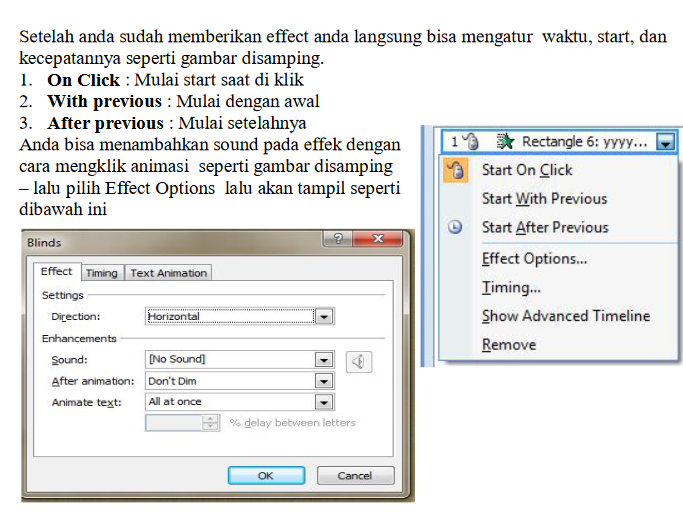 Setelah anda sudah memberikan effect anda langsung bisa mengatur waktu, start, dan
kecepatannya seperti gambar disamping.
1. On Click : Mulai start saat di klik
2. With previous : Mulai dengan awal
3. After previous : Mulai setelahnya
Anda bisa menambahkan sound pada effek dengan
cara mengklik animasi seperti gambar disamping
– lalu pilih Effect Options lalu akan tampil seperti
dibawah ini
1 Rectangle 6: yyyy...
Start On Click
Start With Previous
Start After Previous
Effect Options...
Timing...
Show Advanced Timeline
Remove
Blinds
Effect Timing Text Animation
Settings
Direction: Horizontal
Enhancements
Sound: [No Sound]
After animation: Don't Dim
Animate text: All at once
% delay between letters
OK Cancel